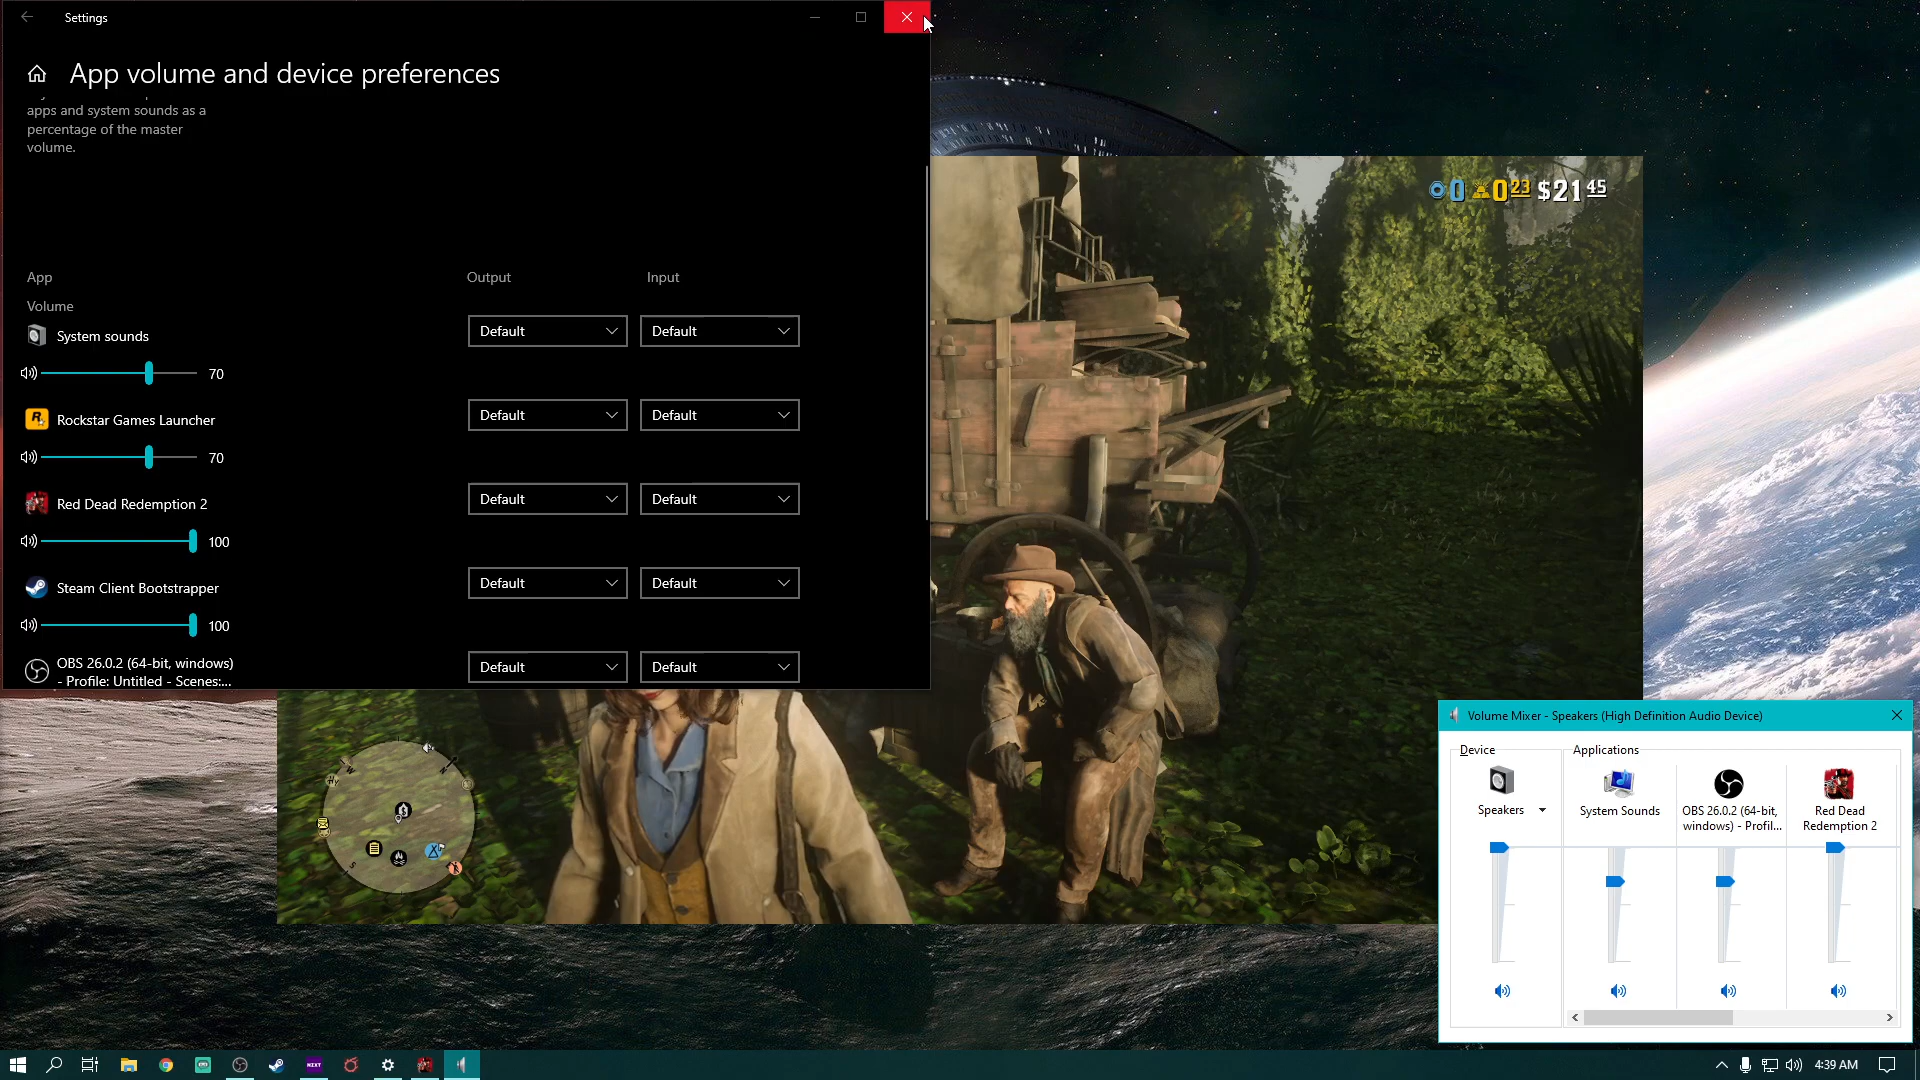 Settings
App volume and device preferences
apps and system sounds as a
percentage of the master
volume.
App
Output
Input
Volume
System sounds
Default
Default
70
Rockstar Games Launcher
Default
Default
70
Red Dead Redemption 2
Default
Default
100
Steam Client Bootstrapper
Default
Default
100
OBS 26.0.2 (64-bit, windows)
- Profile: Untitled - Scenes:...
Default
Default
0 0 23 $21 45
Volume Mixer - Speakers (High Definition Audio Device)
Device
Applications
Speakers
System Sounds
OBS 26.0.2 (64-bit,
windows) - Profil...
Red Dead
Redemption 2
NZXT
4:39 AM